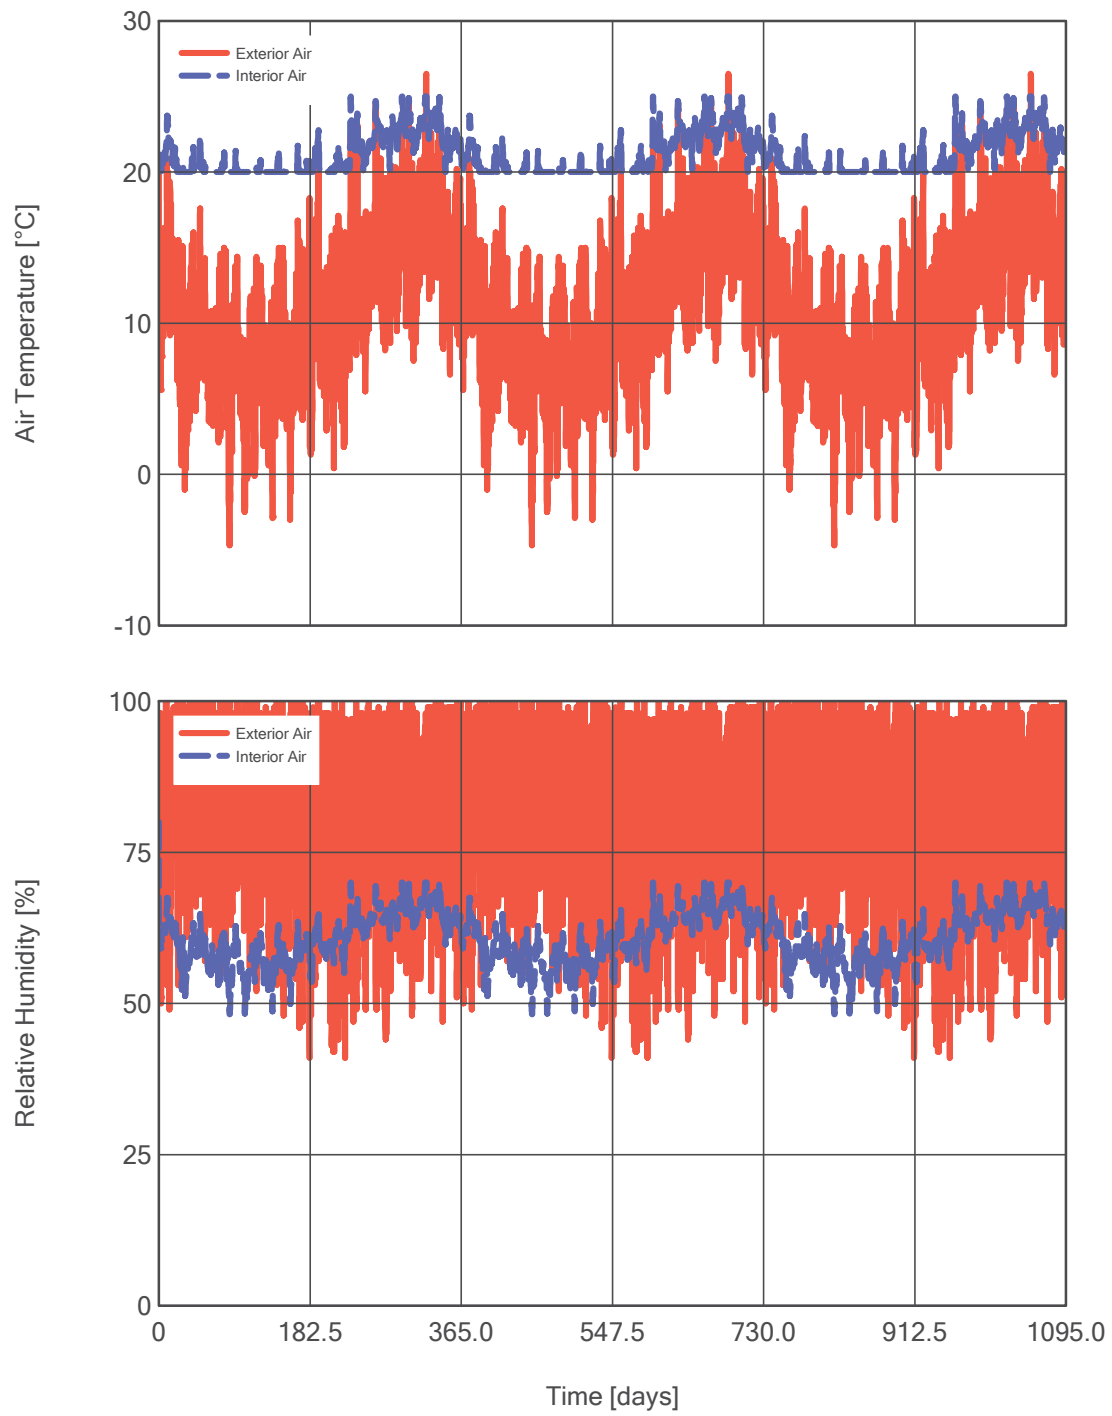 30
Exterior Air
Interior Air
20
10
0
-10
Air Temperature [°C]
100
Exterior Air
Interior Air
75
50
25
0
Relative Humidity [%]
0 182.5 365.0 547.5 730.0 912.5 1095.0
Time [days]